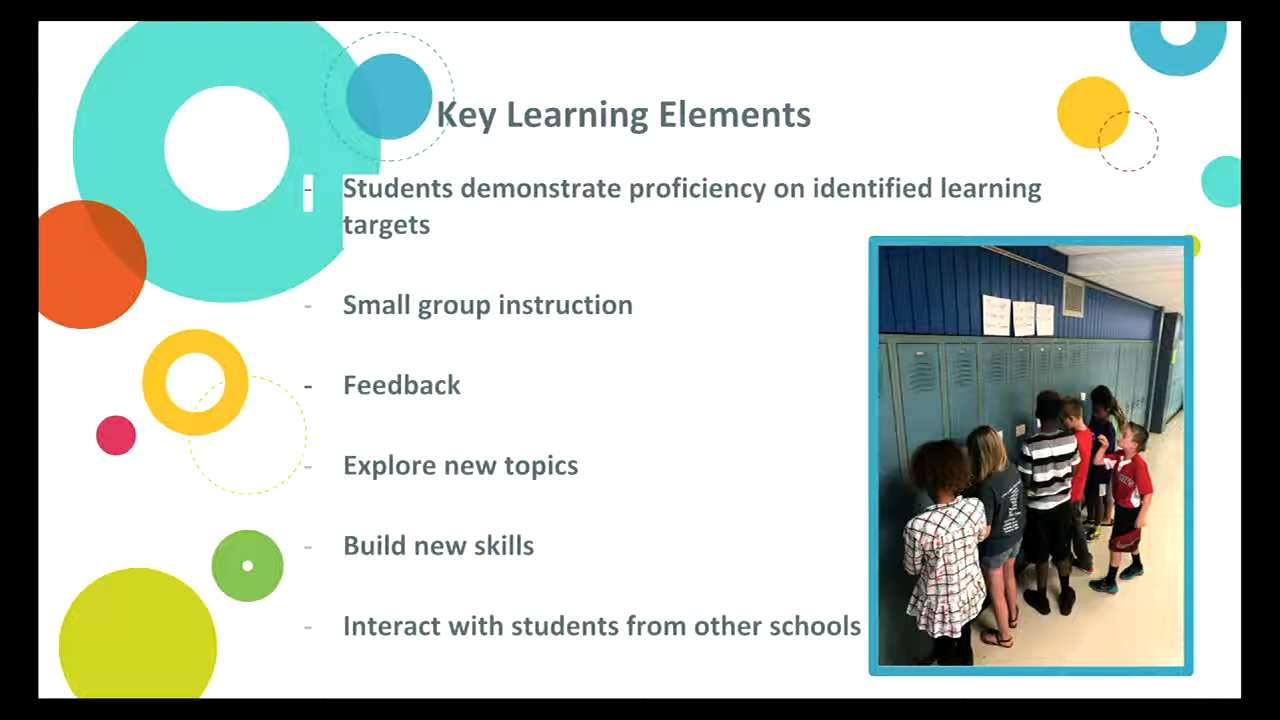 Key Learning Elements
- Students demonstrate proficiency on identified learning
targets
- Small group instruction
- Feedback
- Explore new topics
- Build new skills
- Interact with students from other schools